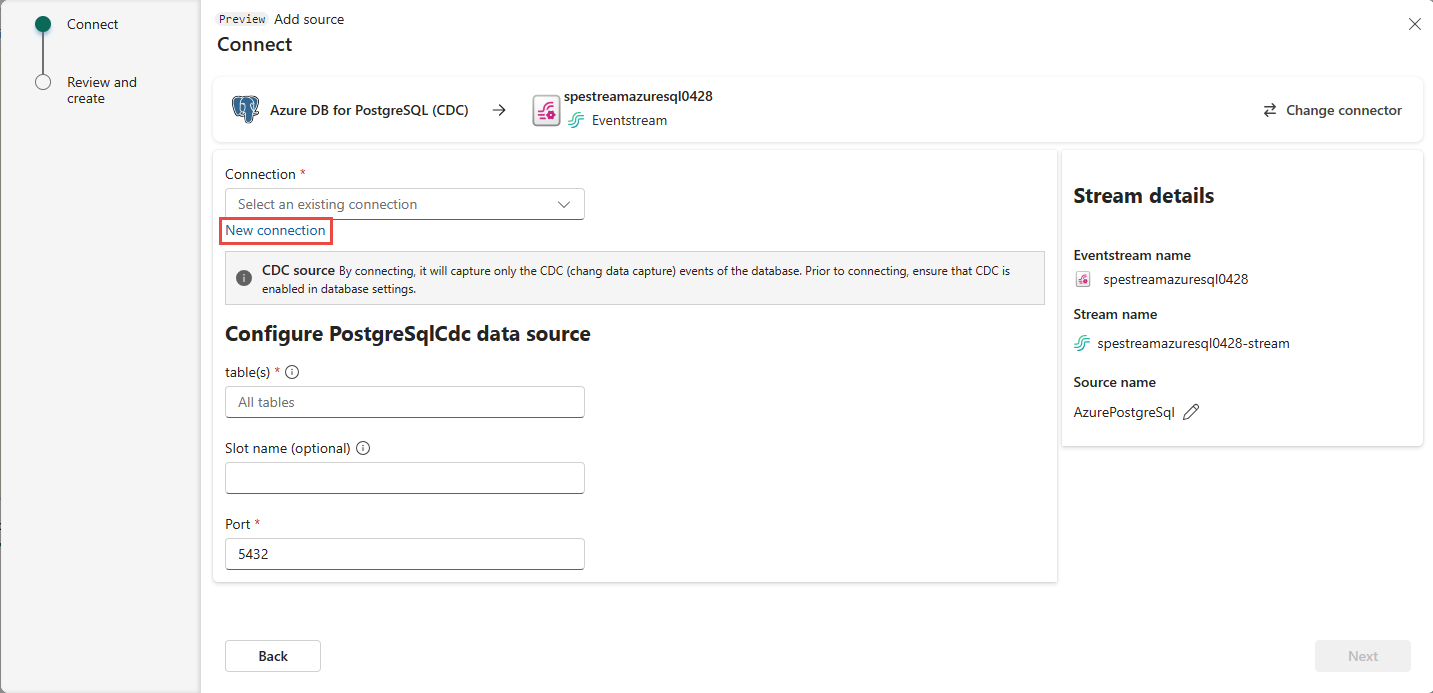 Connect
Review and
create
Preview Add source
Connect
Azure DB for PostgreSQL (CDC)
spestreamazuresql0428
Eventstream
Change connector
Connection *
Select an existing connection
New connection
CDC source By connecting, it will capture only the CDC (chang data capture) events of the database. Prior to connecting, ensure that CDC is
enabled in database settings.
Configure PostgreSqlCdc data source
table(s) *
All tables
Slot name (optional)
Port *
5432
Stream details
Eventstream name
spestreamazuresql0428
Stream name
spestreamazuresql0428-stream
Source name
AzurePostgreSql
Back
Next